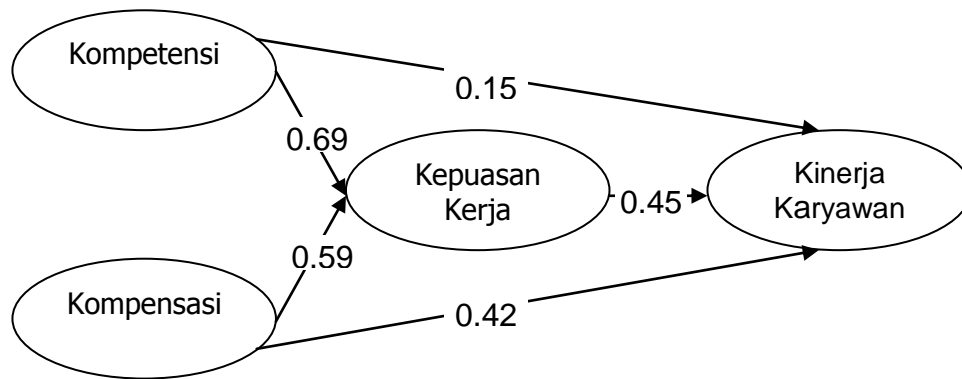 Kompetensi
0.15
0.69
Kepuasan
Kerja
0.45
Kinerja
Karyawan
0.59
Kompensasi
0.42